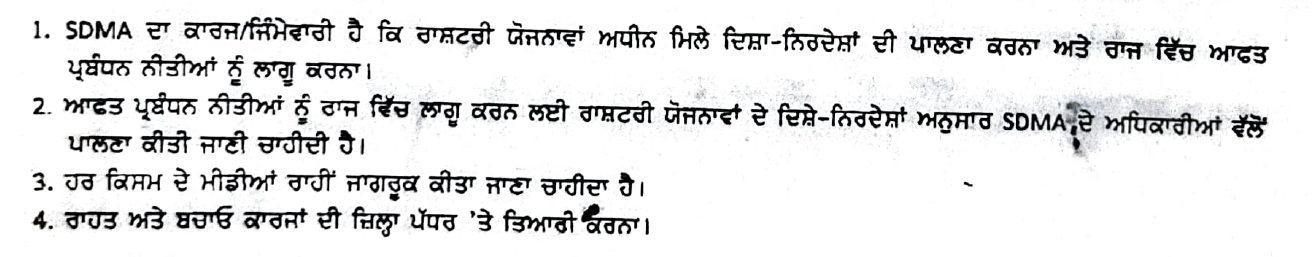 1. SDMA ਦਾ ਕਾਰਜ/ਜਿੰਮੇਵਾਰੀ ਹੈ ਕਿ ਰਾਸ਼ਟਰੀ ਯੋਜਨਾਵਾਂ ਅਧੀਨ ਮਿਲੇ ਦਿਸ਼ਾ-ਨਿਰਦੇਸ਼ਾਂ ਦੀ ਪਾਲਣਾ ਕਰਨਾ ਅਤੇ ਰਾਜ ਵਿੱਚ ਆਫਤ
ਪ੍ਰਬੰਧਨ ਨੀਤੀਆਂ ਨੂੰ ਲਾਗੂ ਕਰਨਾ।
2. ਆਫਤ ਪ੍ਰਬੰਧਨ ਨੀਤੀਆਂ ਨੂੰ ਰਾਜ ਵਿੱਚ ਲਾਗੂ ਕਰਨ ਲਈ ਰਾਸ਼ਟਰੀ ਯੋਜਨਾਵਾਂ ਦੇ ਦਿਸ਼ੇ-ਨਿਰਦੇਸ਼ਾਂ ਅਨੁਸਾਰ SDMA ਦੇ ਅਧਿਕਾਰੀਆਂ ਵੱਲੋਂ
ਪਾਲਣਾ ਕੀਤੀ ਜਾਣੀ ਚਾਹੀਦੀ ਹੈ।
3. ਹਰ ਕਿਸਮ ਦੇ ਮੀਡੀਆਂ ਰਾਹੀਂ ਜਾਗਰੂਕ ਕੀਤਾ ਜਾਣਾ ਚਾਹੀਦਾ ਹੈ।
4. ਰਾਹਤ ਅਤੇ ਬਚਾਓ ਕਾਰਜਾਂ ਦੀ ਜ਼ਿਲ੍ਹਾ ਪੱਧਰ 'ਤੇ ਤਿਆਰੀ ਕਰਨਾ।